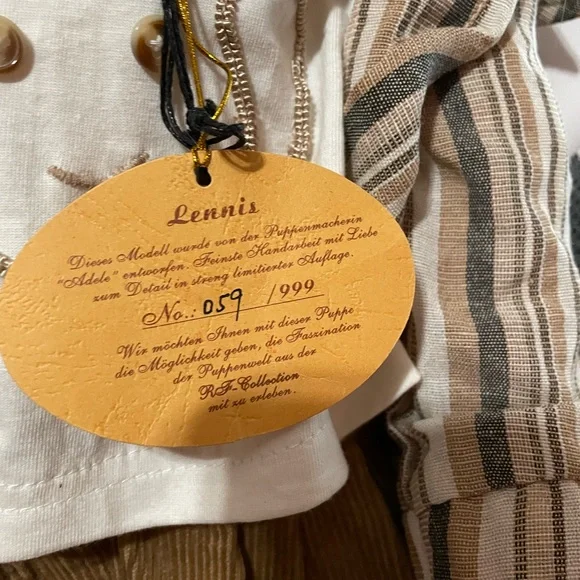 Lennis
Dieses Modell wurde von der Puppenmacherin
"Adele" entworfen. Feinste Handarbeit mit Liebe
zum Detail in streng limitierter Auflage.
No.: 059 /999
Wir möchten Ihnen mit dieser Puppe
die Möglichkeit geben, die Faszination
der Puppenwelt aus der
RF-Collection
mit zu erleben.